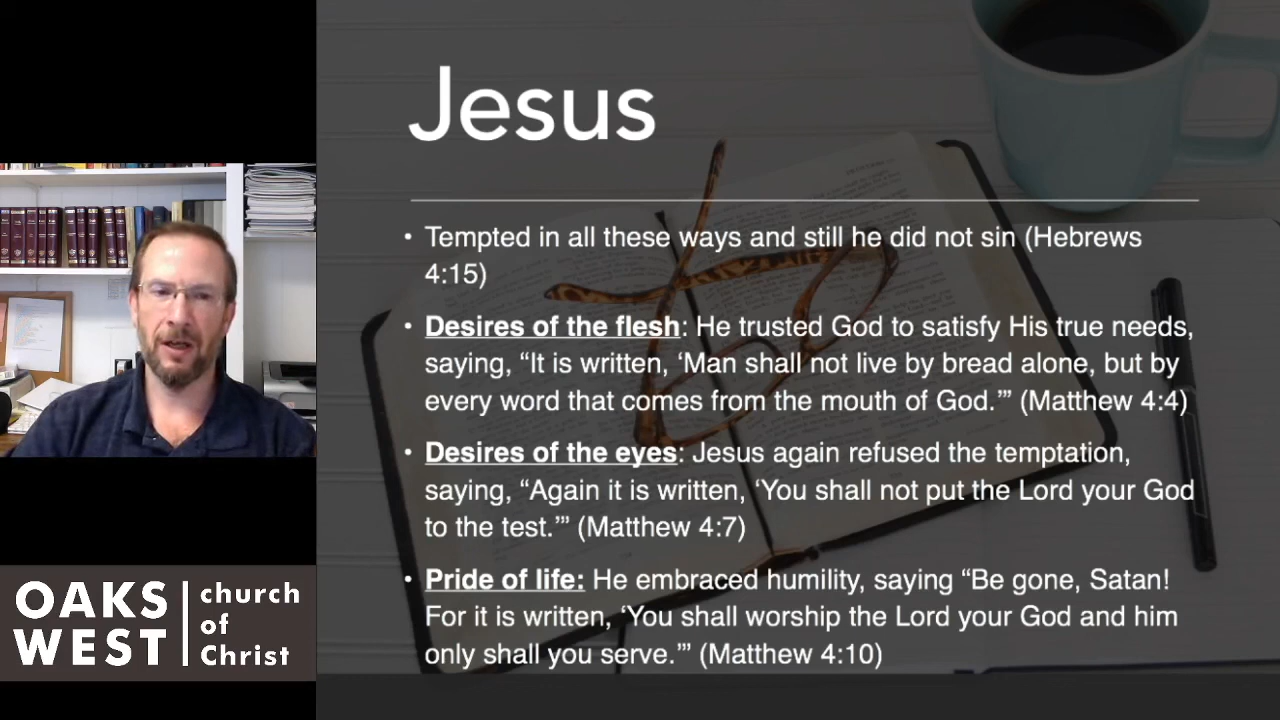 Jesus
• Tempted in all these ways and still he did not sin (Hebrews
4:15)
• Desires of the flesh: He trusted God to satisfy His true needs,
saying, “It is written, ‘Man shall not live by bread alone, but by
every word that comes from the mouth of God.’” (Matthew 4:4)
• Desires of the eyes: Jesus again refused the temptation,
saying, “Again it is written, ‘You shall not put the Lord your God
to the test.’” (Matthew 4:7)
• Pride of life: He embraced humility, saying “Be gone, Satan!
For it is written, ‘You shall worship the Lord your God and him
only shall you serve.’” (Matthew 4:10)
OAKS
WEST
church
of
Christ